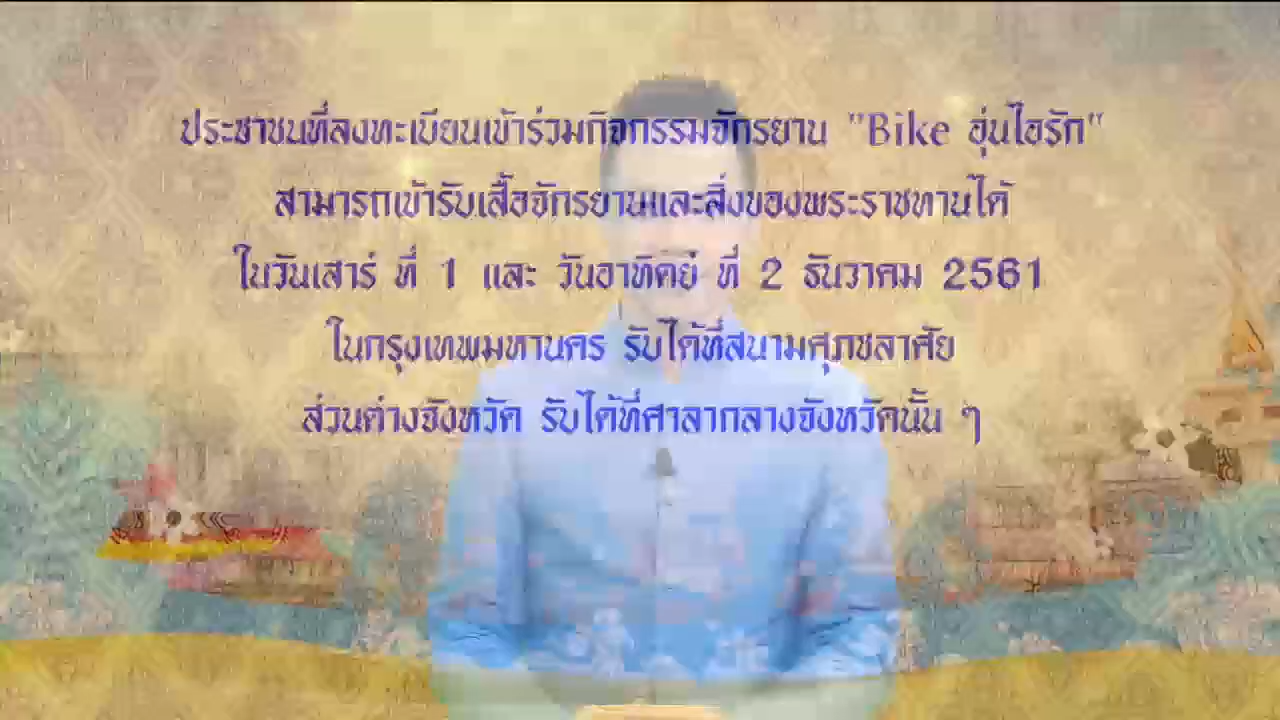 ประชาชนที่ลงทะเบียนเข้าร่วมกิจกรรมจักรยาน "Bike อุ่นไอรัก"
สามารถเข้ารับเสื้อจักรยานและสิ่งของพระราชทานได้
ในวันเสาร์ ที่ 1 และ วันอาทิตย์ ที่ 2 ธันวาคม 2561
ในกรุงเทพมหานคร รับได้ที่สนามศุภชลาศัย
ส่วนต่างจังหวัด รับได้ที่ศาลากลางจังหวัดนั้น ๆ